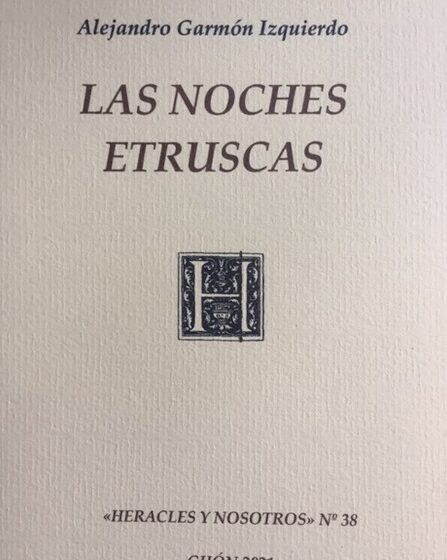 Alejandro Garmón Izquierdo
LAS NOCHES
ETRUSCAS
H
«HERACLES Y NOSOTROS» Nº 38